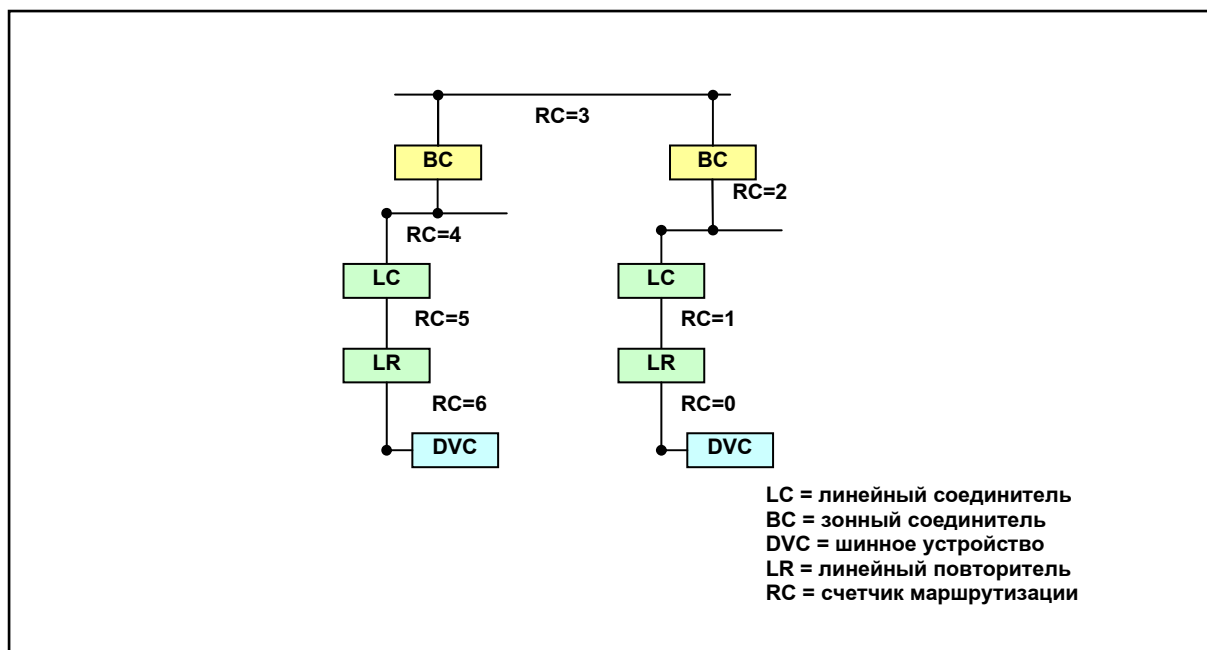 RC=3
BC
BC
RC=2
RC=4
LC
LC
RC=5
RC=1
LR
LR
RC=6
RC=0
DVC
DVC
LC = линейный соединитель
BC = зонный соединитель
DVC = шинное устройство
LR = линейный повторитель
RC = счетчик маршрутизации